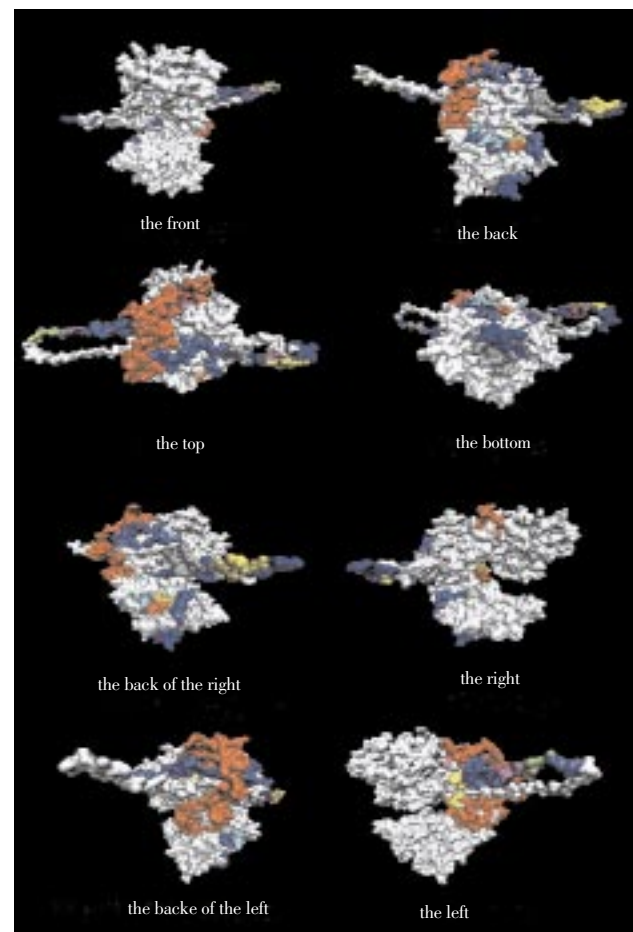 the front
the back
the top
the bottom
the back of the right
the right
the backe of the left
the left